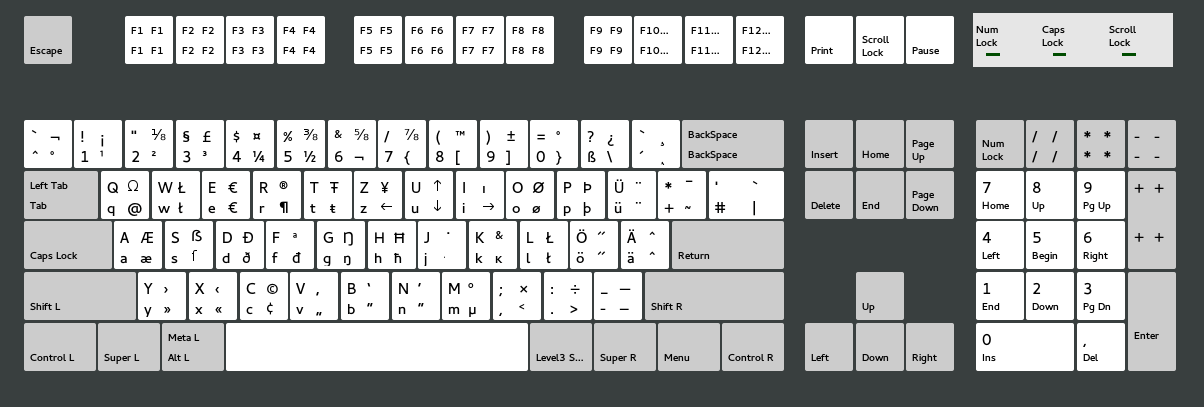 F1 F1 F2 F2 F3 F3 F4 F4 F5 F5 F6 F6 F7 F7 F8 F8 F9 F9 F10... F11... F12...
Escape F1 F1 F2 F2 F3 F3 F4 F4 F5 F5 F6 F6 F7 F7 F8 F8 F9 F9 F10... F11... F12... Print Scroll Lock Pause Num Lock Caps Lock Scroll Lock
` ¬ ! ¡ " ⅛ § £ $ ¤ % ⅜ & ⅝ / ⅞ ( ™ ) ± = ° ? ¿ ` ¸ BackSpace Insert Home Page Up Num Lock / / * * - -
^ ° 1 ¹ 2 ² 3 ³ 4 ¼ 5 ½ 6 ¬ 7 { 8 [ 9 ] 0 } ß \ ´ ¸ BackSpace / / * * - -
Left Tab Q Ω W Ł E € R ® T Ŧ Z ¥ U ↑ I ı O Ø P Þ Ü ¨ * ¯ ' ` Delete End Page Down 7 8 9 + +
Tab q @ w ł e € r ¶ t ŧ z ← u ↓ i → o ø p þ ü ¨ + ~ # | Home Up Pg Up
A Æ S ẞ D Ð F ª G Ŋ H Ħ J ˙ K & L Ł Ö ˝ Ä ^ 4 5 6 + +
Caps Lock a æ s ſ d ð f đ g ŋ h ħ j · k ĸ l ł ö ˝ ä ^ Return Left Begin Right
Y › X ‹ C © V ‚ B ‘ N ’ M º ; × : ÷ _ — 1 2 3
Shift L y » x « c ¢ v „ b “ n ” m µ , < . > - – Shift R Up End Down Pg Dn
Meta L 0 , Enter
Control L Super L Alt L Level3 S... Super R Menu Control R Left Down Right Ins Del